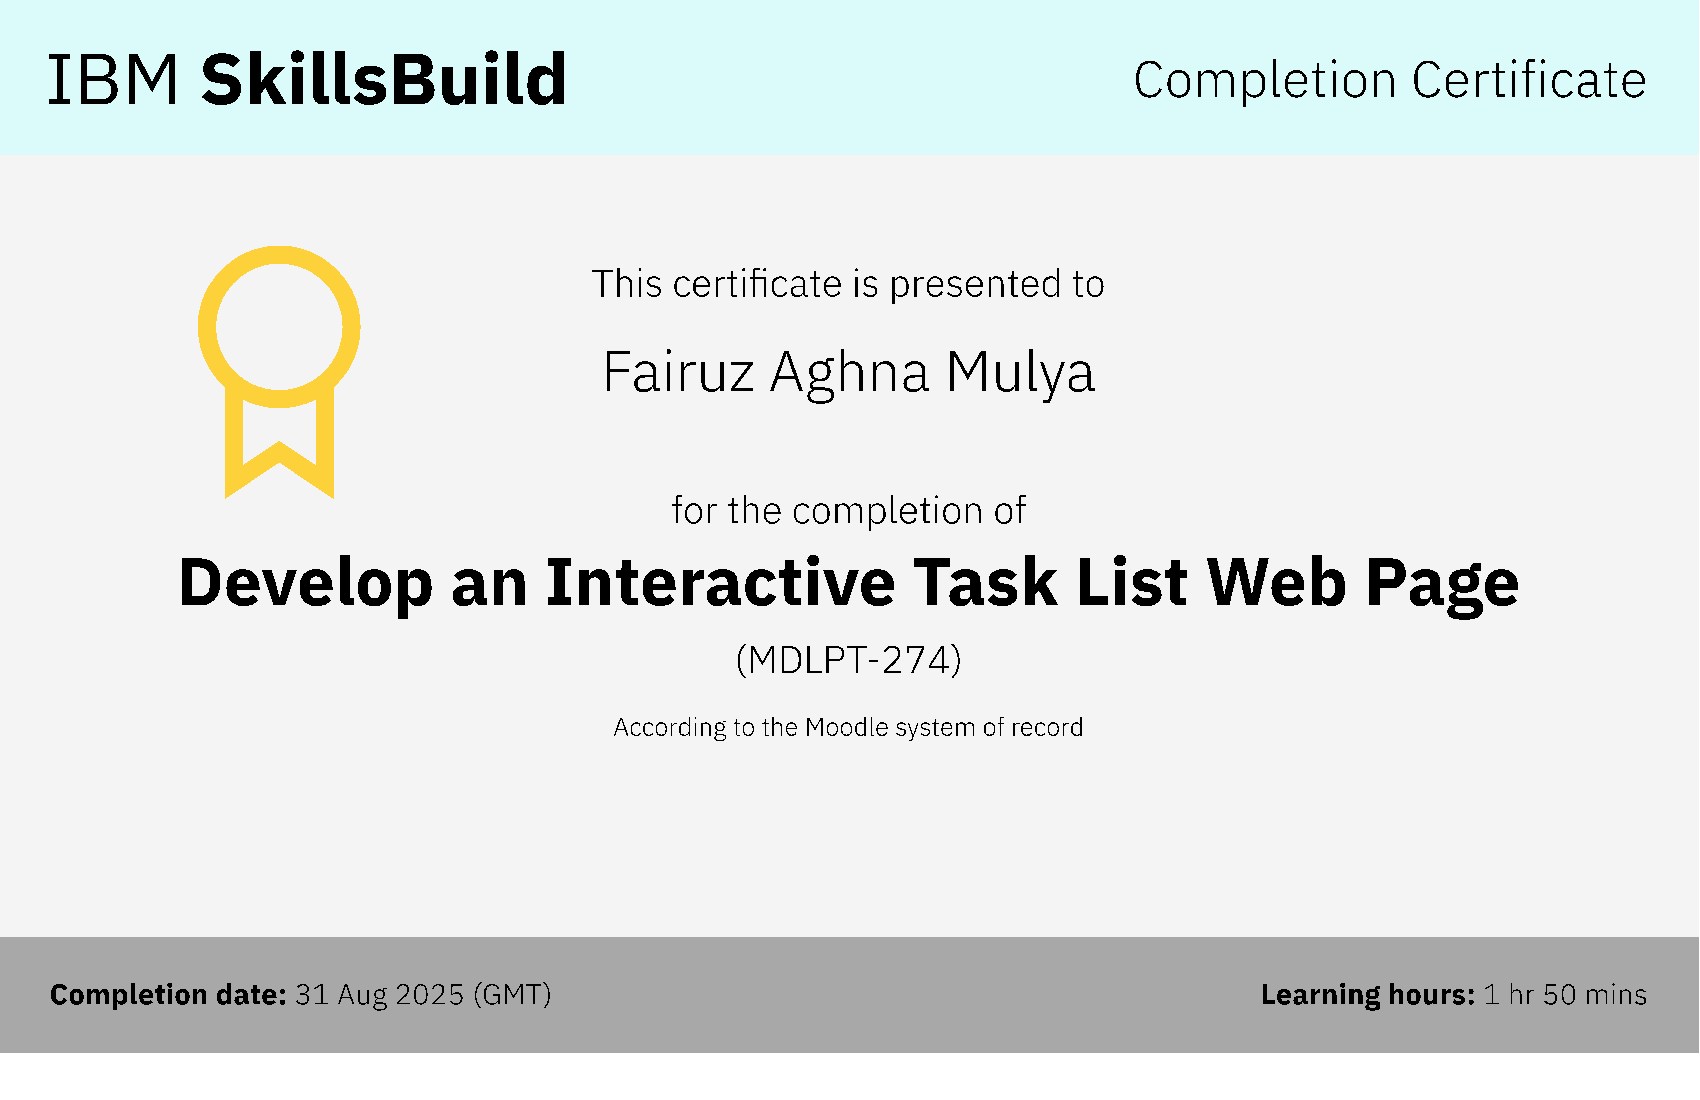 IBM SkillsBuild
Completion Certificate
This certificate is presented to
Fairuz Aghna Mulya
for the completion of
Develop an Interactive Task List Web Page
(MDLPT-274)
According to the Moodle system of record
Completion date: 31 Aug 2025 (GMT)
Learning hours: 1 hr 50 mins